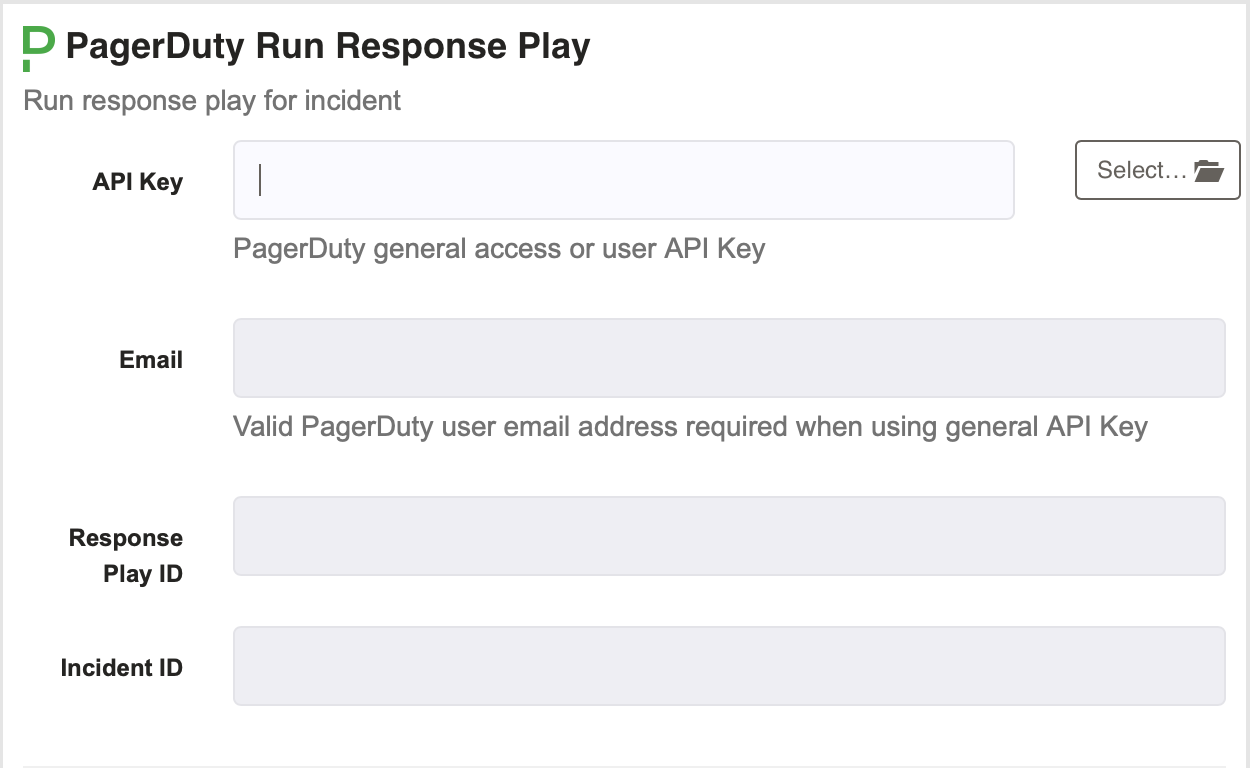 PagerDuty Run Response Play
Run response play for incident
API Key
Select...
PagerDuty general access or user API Key
Email
Valid PagerDuty user email address required when using general API Key
Response
Play ID
Incident ID